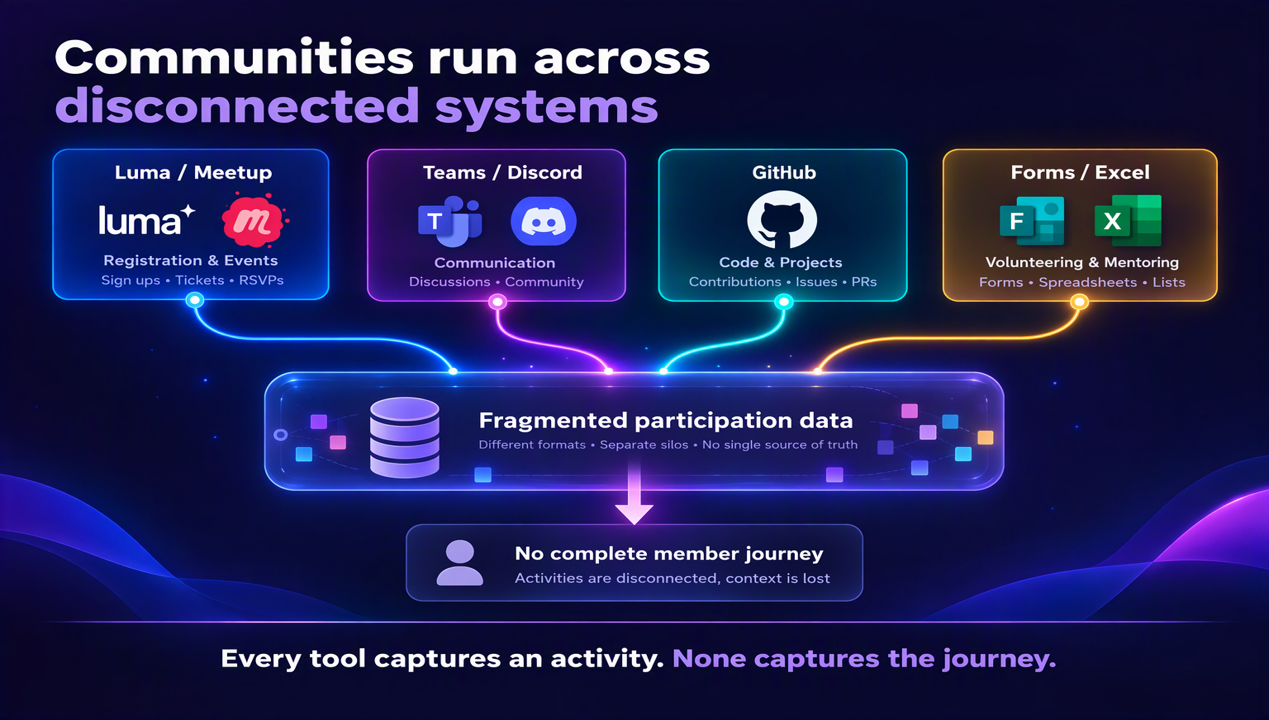 Communities run across
disconnected systems
Luma / Meetup
luma
m
Registration & Events
Sign ups • Tickets • RSVPs
Teams / Discord
T
Communication
Discussions • Community
GitHub
Code & Projects
Contributions • Issues • PRs
Forms / Excel
F
X
Volunteering & Mentoring
Forms • Spreadsheets • Lists
Fragmented participation data
Different formats • Separate silos • No single source of truth
No complete member journey
Activities are disconnected, context is lost
Every tool captures an activity. None captures the journey.